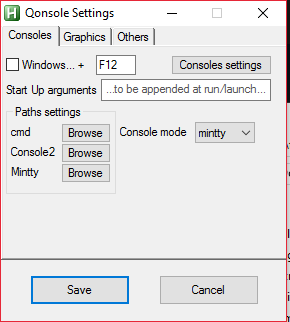 Qonsole Settings
Consoles Graphics Others
Windows... + F12 Consoles settings
Start Up arguments ...to be appended at run/launch...
Paths settings
cmd Browse Console mode mintty
Console2 Browse
Mintty Browse
Save Cancel